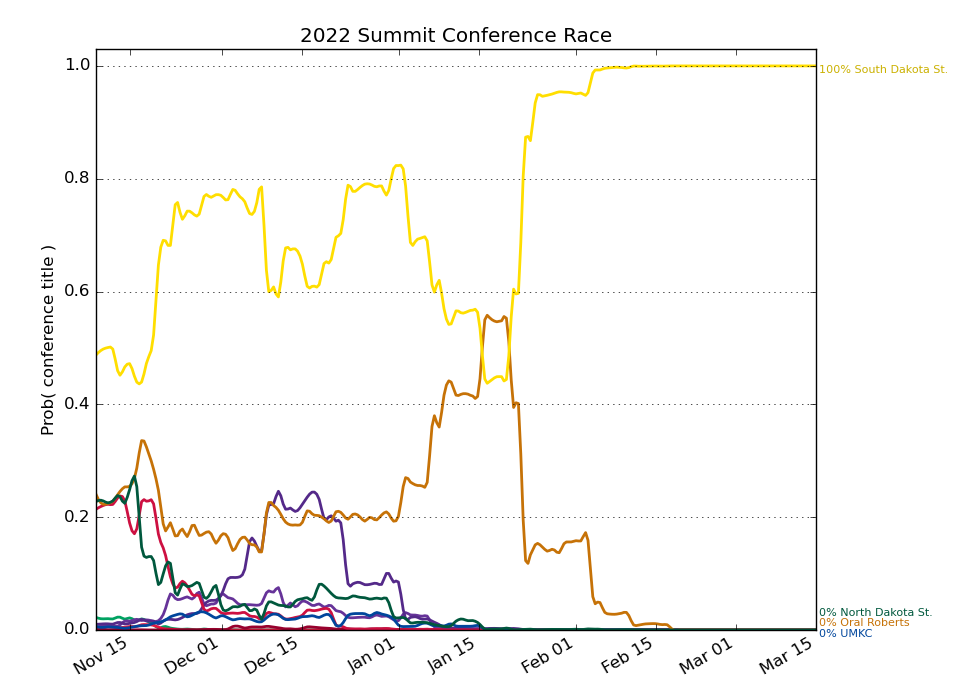 2022 Summit Conference Race
Prob( conference title )
1.0
0.8
0.6
0.4
0.2
0.0
Nov 15
Dec 01
Dec 15
Jan 01
Jan 15
Feb 01
Feb 15
Mar 01
Mar 15
100% South Dakota St.
0% North Dakota St.
0% Oral Roberts
0% UMKC